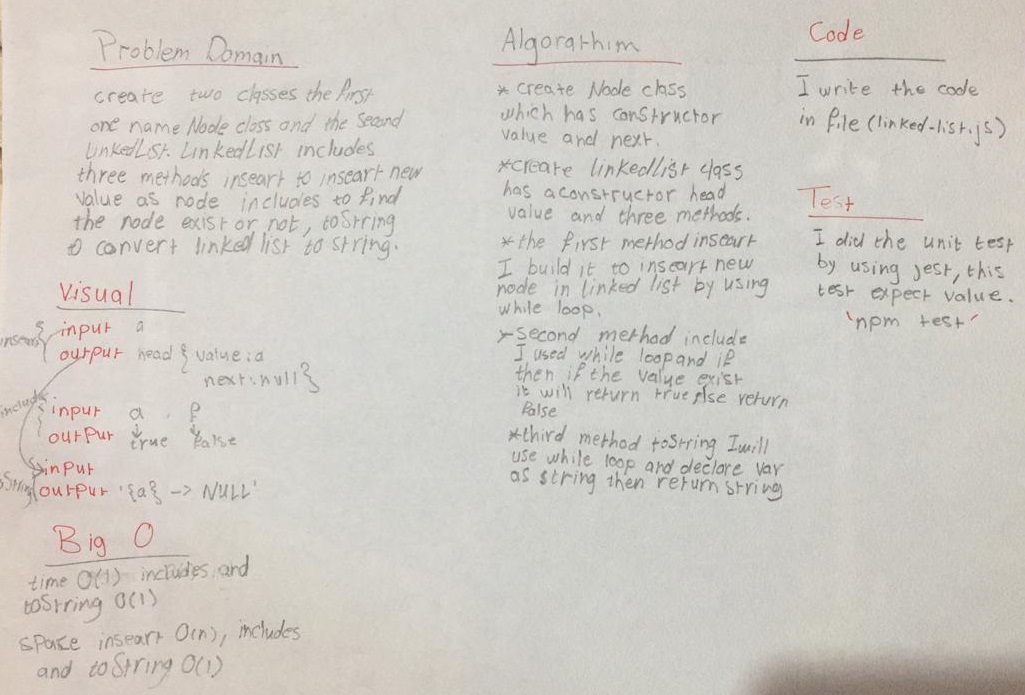 Problem Domain
create two classes the first
one name Node class and the second
LinkedList. LinkedList includes
three methods inseart to inseart new
value as node includes to find
the node exist or not, toString
to convert linked list to string.
Visual
inseart
input a
output head { value : a
next : null }
include
input a , f
output true false
toString
input
output '{a} -> NULL'
Big O
time O(1) includes and
toString O(1)
space inseart O(n), includes
and toString O(1)
Algorathim
* create Node class
which has constructor
value and next.
* create linkedlist class
has a constructor head
value and three methods.
* the first method inseart
I build it to inseart new
node in linked list by using
while loop.
* second method include
I used while loop and if
then if the value exist
it will return true else return
false
* third method toString I will
use while loop and declare var
as string then return string
Code
I write the code
in file (linked-list.js)
Test
I did the unit test
by using jest, this
test expect value.
'npm test'